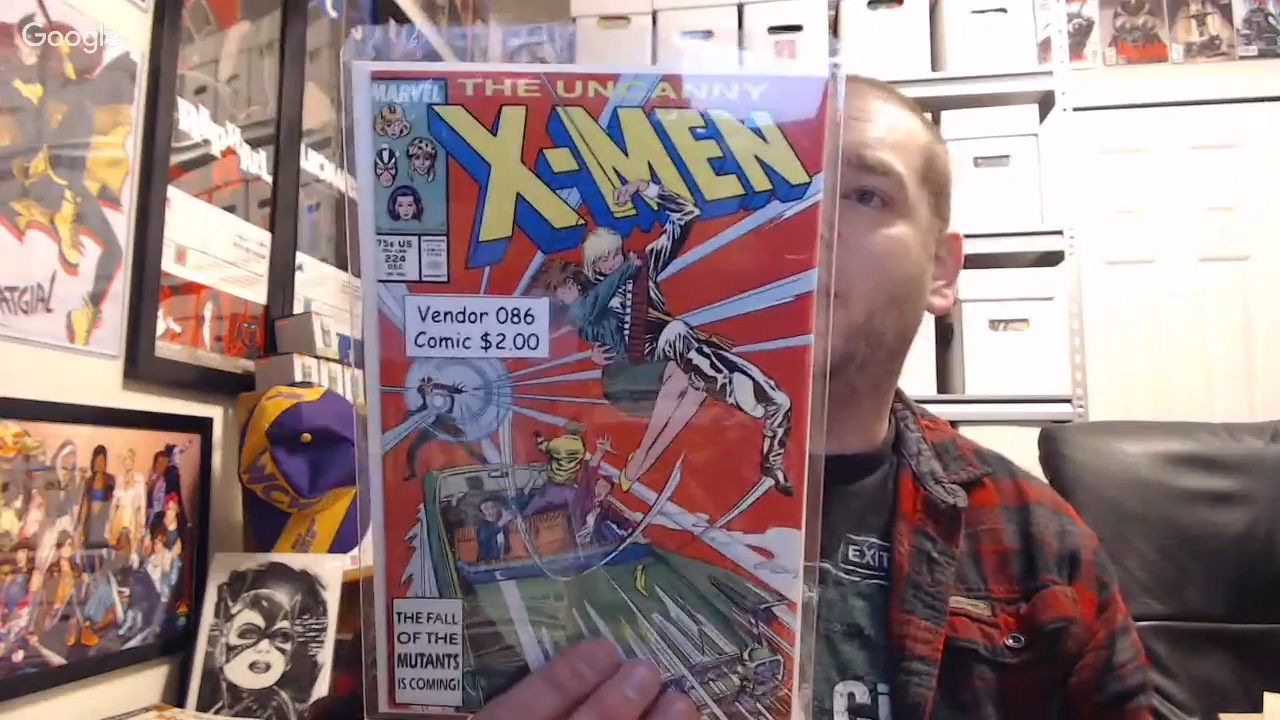 Google
MARVEL
THE UNCANNY
X-MEN
75¢ US
224
DEC
Vendor 086
Comic $2.00
THE FALL
OF THE
MUTANTS
IS COMING!
EXIT